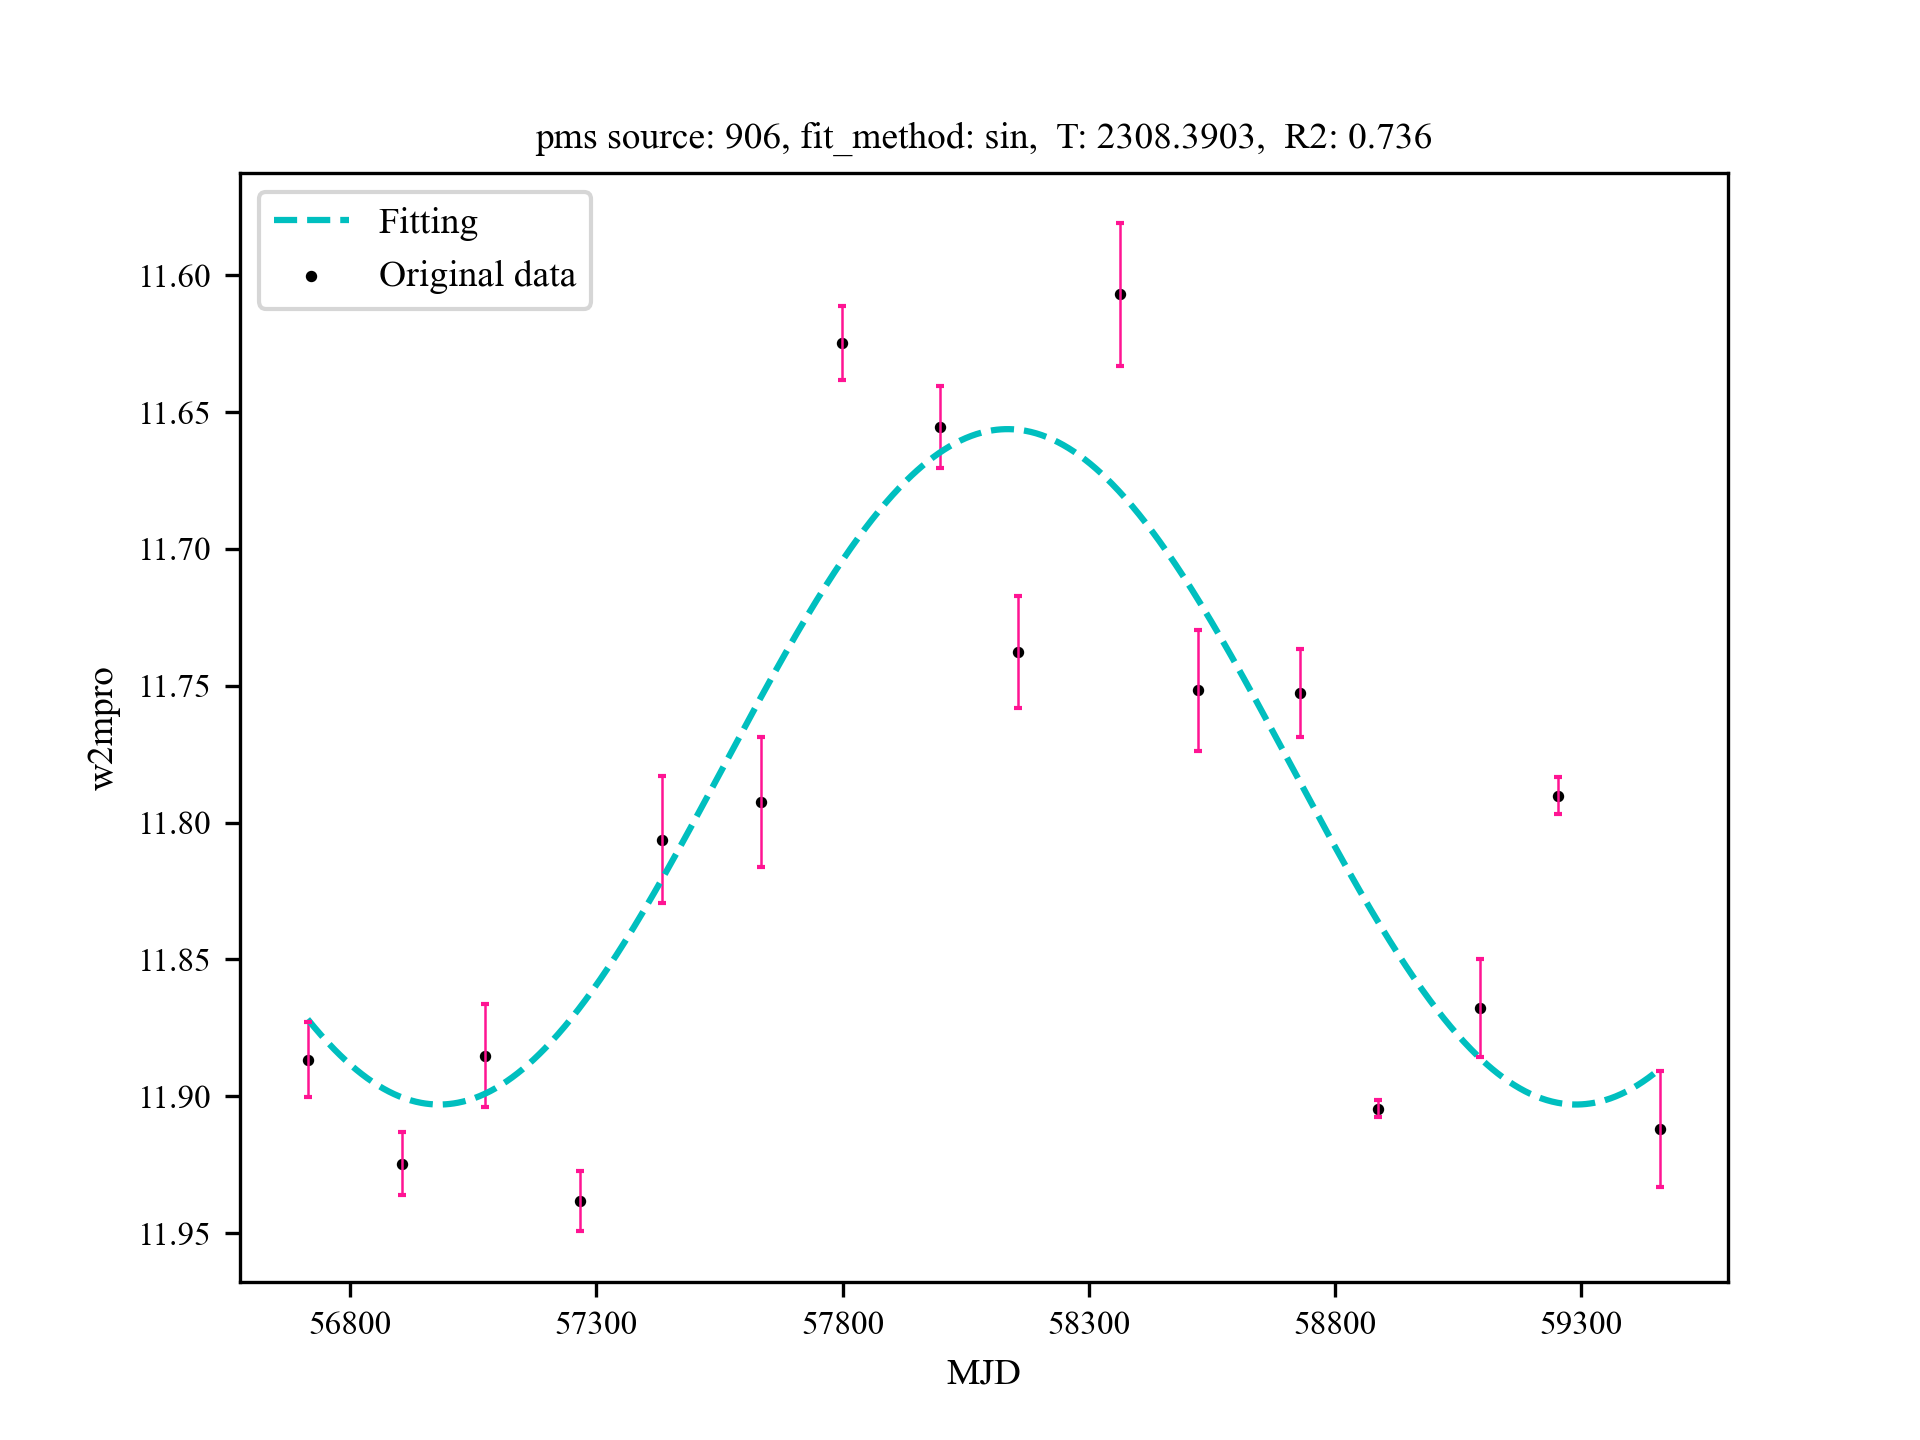 pms source: 906, fit_method: sin,  T: 2308.3903,  R2: 0.736
Fitting
Original data
11.60
11.65
11.70
11.75
11.80
11.85
11.90
11.95
w2mpro
56800 57300 57800 58300 58800 59300
MJD